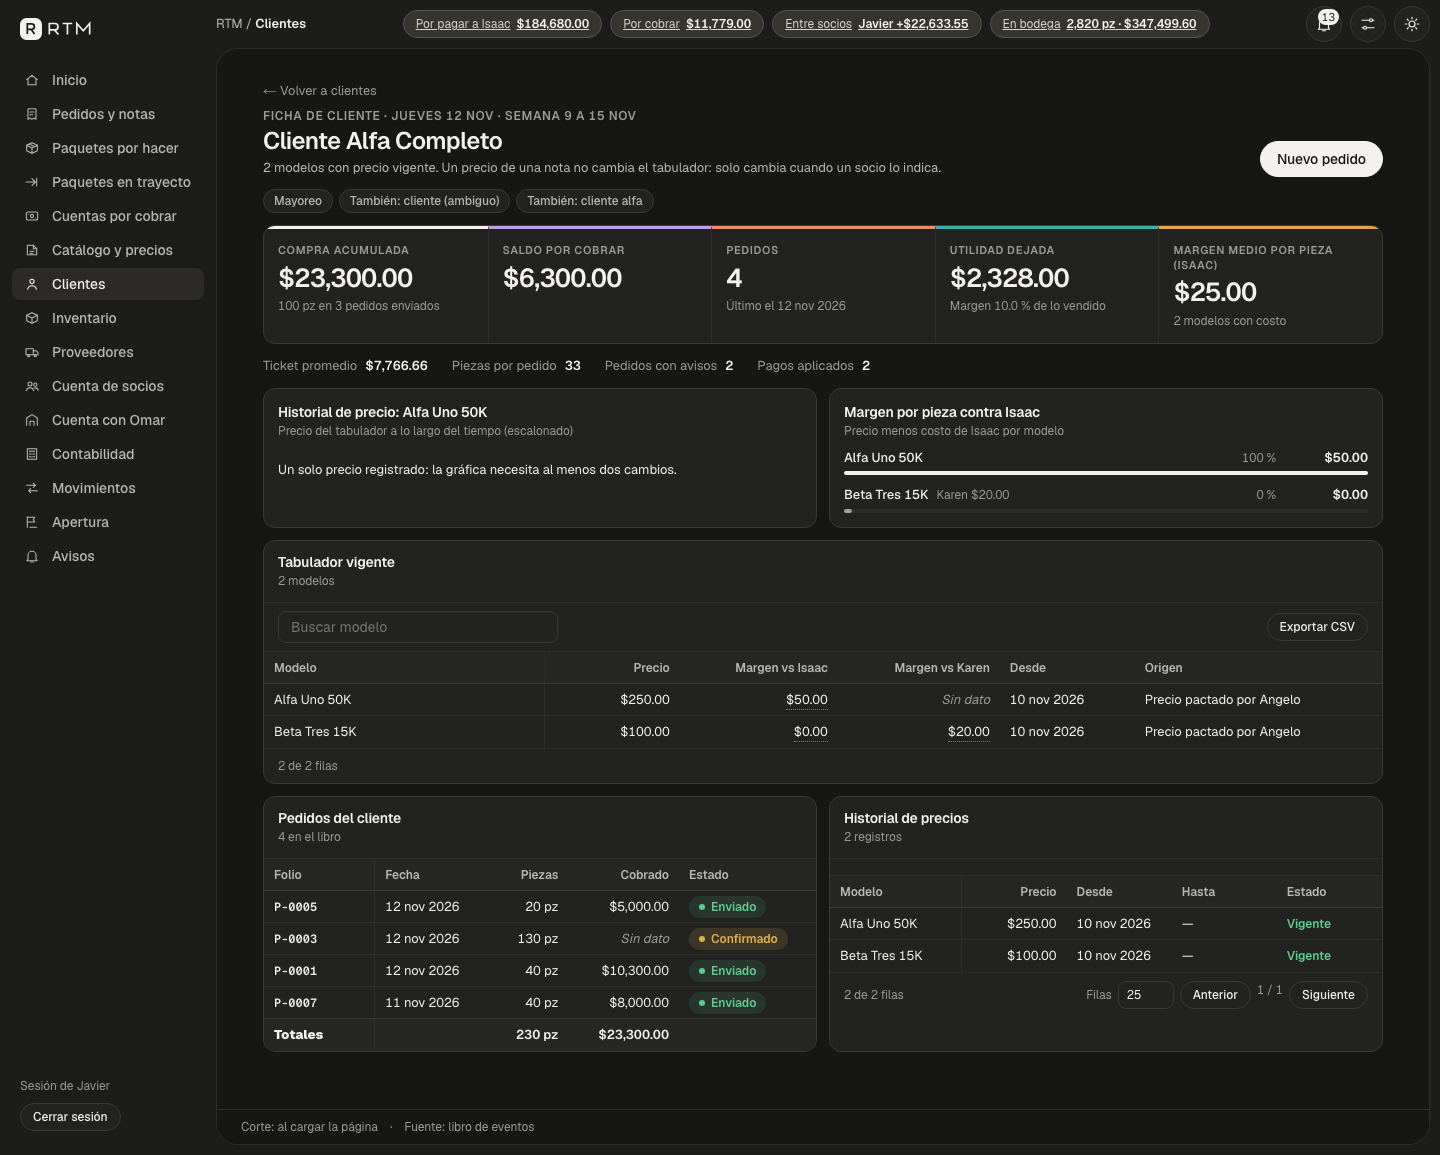 R RTM
RTM / Clientes
Por pagar a Isaac $184,680.00
Por cobrar $11,779.00
Entre socios Javier +$22,633.55
En bodega 2,820 pz · $347,499.60
13
Inicio
Pedidos y notas
Paquetes por hacer
Paquetes en trayecto
Cuentas por cobrar
Catálogo y precios
Clientes
Inventario
Proveedores
Cuenta de socios
Cuenta con Omar
Contabilidad
Movimientos
Apertura
Avisos
Sesión de Javier
Cerrar sesión
← Volver a clientes
FICHA DE CLIENTE · JUEVES 12 NOV · SEMANA 9 A 15 NOV
Cliente Alfa Completo
2 modelos con precio vigente. Un precio de una nota no cambia el tabulador: solo cambia cuando un socio lo indica.
Nuevo pedido
Mayoreo
También: cliente (ambiguo)
También: cliente alfa
COMPRA ACUMULADA
$23,300.00
100 pz en 3 pedidos enviados
SALDO POR COBRAR
$6,300.00
PEDIDOS
4
Último el 12 nov 2026
UTILIDAD DEJADA
$2,328.00
Margen 10.0 % de lo vendido
MARGEN MEDIO POR PIEZA
(ISAAC)
$25.00
2 modelos con costo
Ticket promedio $7,766.66 Piezas por pedido 33 Pedidos con avisos 2 Pagos aplicados 2
Historial de precio: Alfa Uno 50K
Precio del tabulador a lo largo del tiempo (escalonado)
Un solo precio registrado: la gráfica necesita al menos dos cambios.
Margen por pieza contra Isaac
Precio menos costo de Isaac por modelo
Alfa Uno 50K 100 % $50.00
Beta Tres 15K Karen $20.00 0 % $0.00
Tabulador vigente
2 modelos
Buscar modelo
Exportar CSV
Modelo Precio Margen vs Isaac Margen vs Karen Desde Origen
Alfa Uno 50K $250.00 $50.00 Sin dato 10 nov 2026 Precio pactado por Angelo
Beta Tres 15K $100.00 $0.00 $20.00 10 nov 2026 Precio pactado por Angelo
2 de 2 filas
Pedidos del cliente
4 en el libro
Folio Fecha Piezas Cobrado Estado
P-0005 12 nov 2026 20 pz $5,000.00 Enviado
P-0003 12 nov 2026 130 pz Sin dato Confirmado
P-0001 12 nov 2026 40 pz $10,300.00 Enviado
P-0007 11 nov 2026 40 pz $8,000.00 Enviado
Totales 230 pz $23,300.00
Historial de precios
2 registros
Modelo Precio Desde Hasta Estado
Alfa Uno 50K $250.00 10 nov 2026 — Vigente
Beta Tres 15K $100.00 10 nov 2026 — Vigente
2 de 2 filas Filas 25 Anterior 1 / 1 Siguiente
Corte: al cargar la página · Fuente: libro de eventos